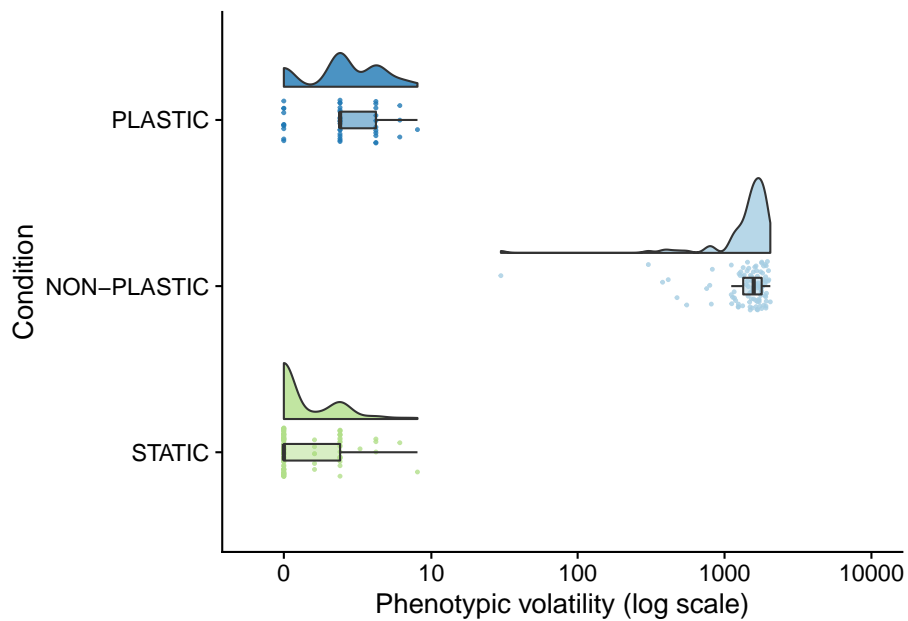 Condition
PLASTIC
NON−PLASTIC
STATIC
0 10 100 1000 10000
Phenotypic volatility (log scale)